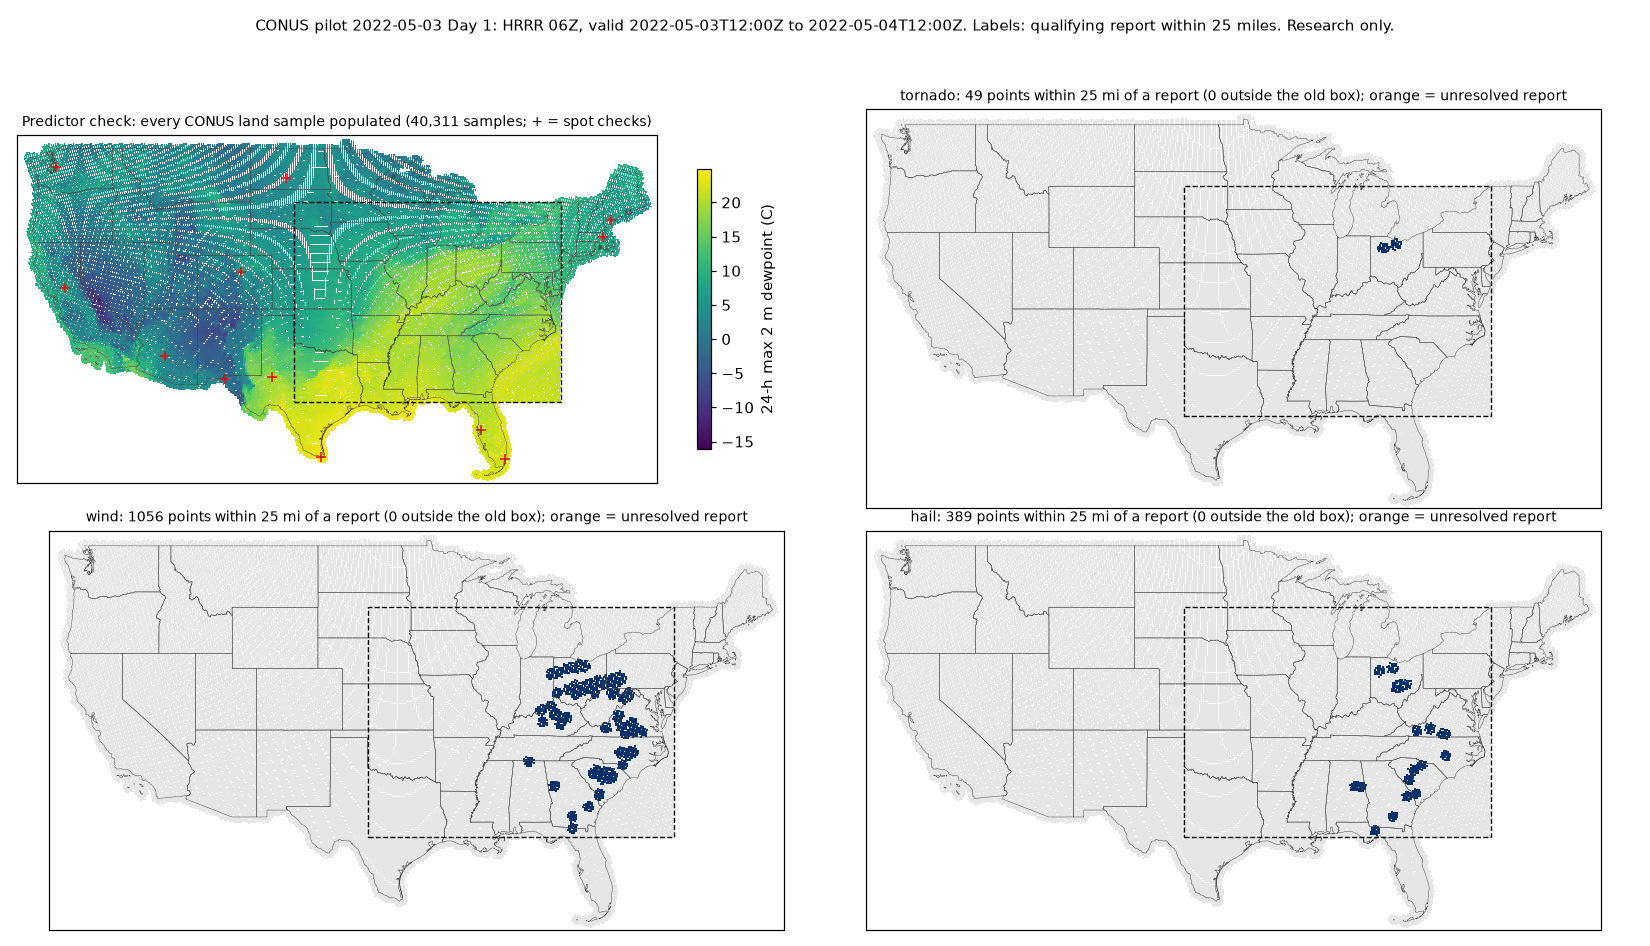 CONUS pilot 2022-05-03 Day 1: HRRR 06Z, valid 2022-05-03T12:00Z to 2022-05-04T12:00Z. Labels: qualifying report within 25 miles. Research only.
Predictor check: every CONUS land sample populated (40,311 samples; + = spot checks)
20
15
10
5
0
−5
−10
−15
24-h max 2 m dewpoint (C)
tornado: 49 points within 25 mi of a report (0 outside the old box); orange = unresolved report
wind: 1056 points within 25 mi of a report (0 outside the old box); orange = unresolved report
hail: 389 points within 25 mi of a report (0 outside the old box); orange = unresolved report